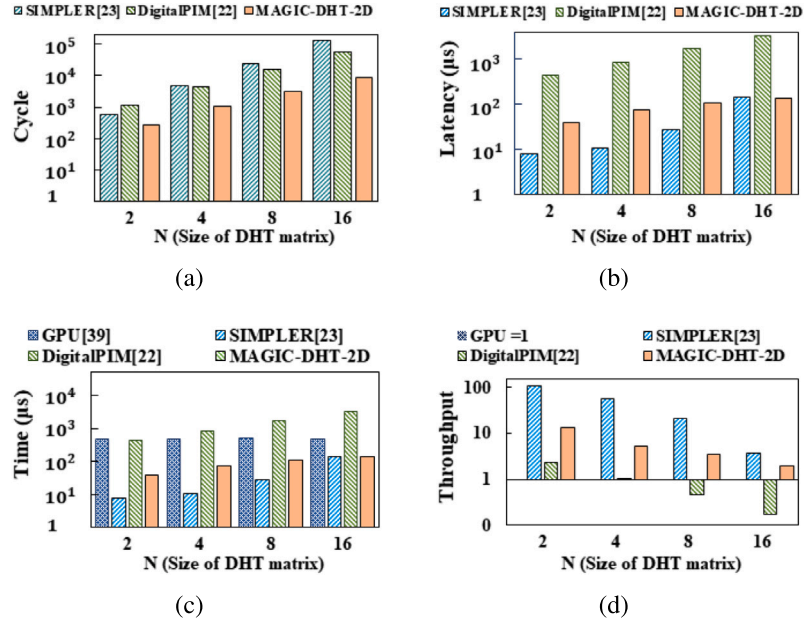 SIMPLER[23] DigitalPIM[22] MAGIC-DHT-2D
Cycle
10⁵
10⁴
10³
10²
10¹
1
2 4 8 16
N (Size of DHT matrix)
(a)
SIMPLER[23] DigitalPIM[22] MAGIC-DHT-2D
Latency (µs)
10³
10²
10¹
1
2 4 8 16
N (Size of DHT matrix)
(b)
GPU[39] SIMPLER[23]
DigitalPIM[22] MAGIC-DHT-2D
Time (µs)
10⁴
10³
10²
10¹
1
2 4 8 16
N (Size of DHT matrix)
(c)
GPU =1 SIMPLER[23]
DigitalPIM[22] MAGIC-DHT-2D
Throughput
100
10
1
0
2 4 8 16
N (Size of DHT matrix)
(d)